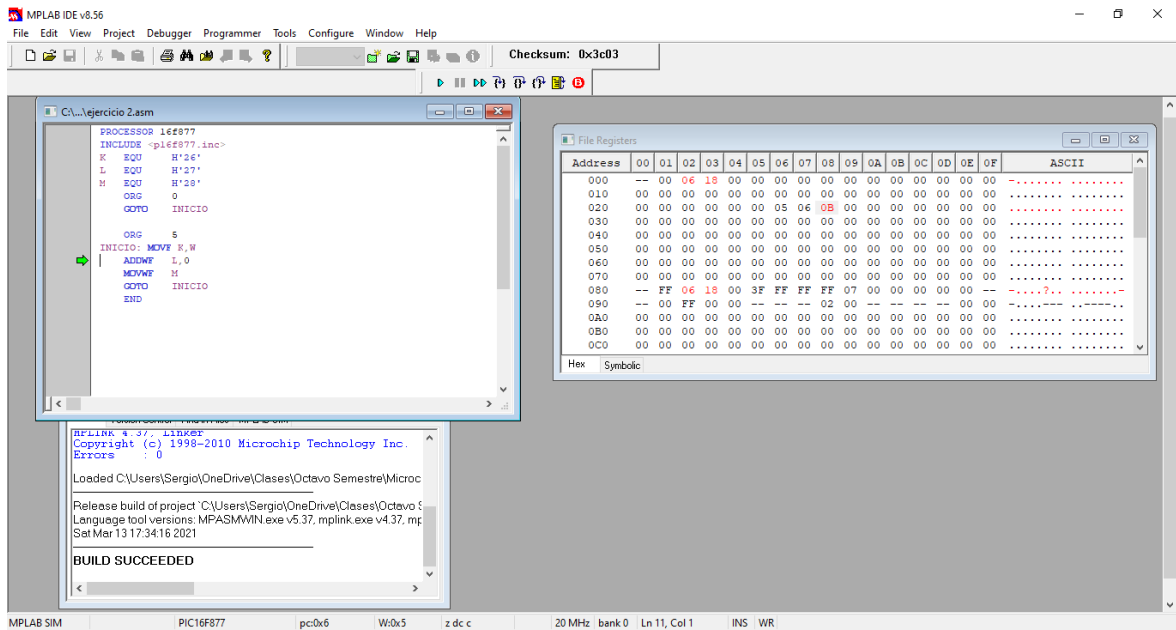 MPLAB IDE v8.56
File Edit View Project Debugger Programmer Tools Configure Window Help
Checksum: 0x3c03
C:\...\ejercicio 2.asm
PROCESSOR 16f877
INCLUDE <p16f877.inc>
K EQU H'26'
L EQU H'27'
M EQU H'28'
ORG 0
GOTO INICIO
ORG 5
INICIO: MOVF K,W
ADDWF L,0
MOVWF M
GOTO INICIO
END
File Registers
Address 00 01 02 03 04 05 06 07 08 09 0A 0B 0C 0D 0E 0F ASCII
000 -- 00 06 18 00 00 00 00 00 00 00 00 00 00 00 00 -....... ........
010 00 00 00 00 00 00 00 00 00 00 00 00 00 00 00 00 ........ ........
020 00 00 00 00 00 00 05 06 0B 00 00 00 00 00 00 00 ........ ........
030 00 00 00 00 00 00 00 00 00 00 00 00 00 00 00 00 ........ ........
040 00 00 00 00 00 00 00 00 00 00 00 00 00 00 00 00 ........ ........
050 00 00 00 00 00 00 00 00 00 00 00 00 00 00 00 00 ........ ........
060 00 00 00 00 00 00 00 00 00 00 00 00 00 00 00 00 ........ ........
070 00 00 00 00 00 00 00 00 00 00 00 00 00 00 00 00 ........ ........
080 -- FF 06 18 00 3F FF FF FF 07 00 00 00 00 00 -- -....?.. .......-
090 -- 00 FF 00 00 -- -- -- 02 00 -- -- -- -- 00 00 -....--- ..----..
0A0 00 00 00 00 00 00 00 00 00 00 00 00 00 00 00 00 ........ ........
0B0 00 00 00 00 00 00 00 00 00 00 00 00 00 00 00 00 ........ ........
0C0 00 00 00 00 00 00 00 00 00 00 00 00 00 00 00 00 ........ ........
Hex Symbolic
MPLINK 4.37, Linker
Copyright (c) 1998-2010 Microchip Technology Inc.
Errors : 0
Loaded C:\Users\Sergio\OneDrive\Clases\Octavo Semestre\Microc
Release build of project `C:\Users\Sergio\OneDrive\Clases\Octavo S
Language tool versions: MPASMWIN.exe v5.37, mplink.exe v4.37, mp
Sat Mar 13 17:34:16 2021
BUILD SUCCEEDED
MPLAB SIM PIC16F877 pc:0x6 W:0x5 z dc c 20 MHz bank 0 Ln 11, Col 1 INS WR